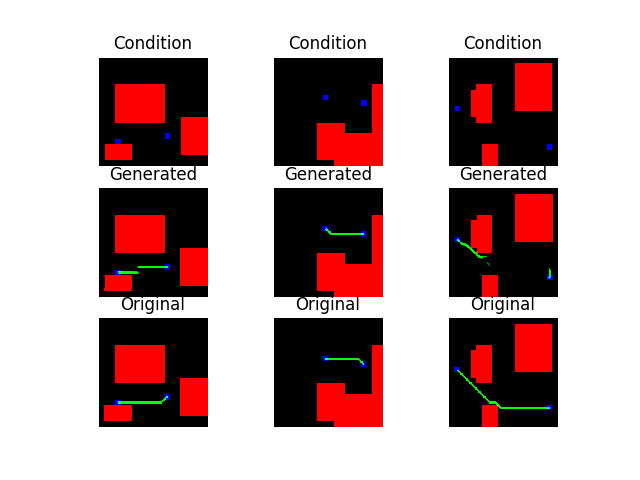 Condition
Condition
Condition
Generated
Generated
Generated
Original
Original
Original